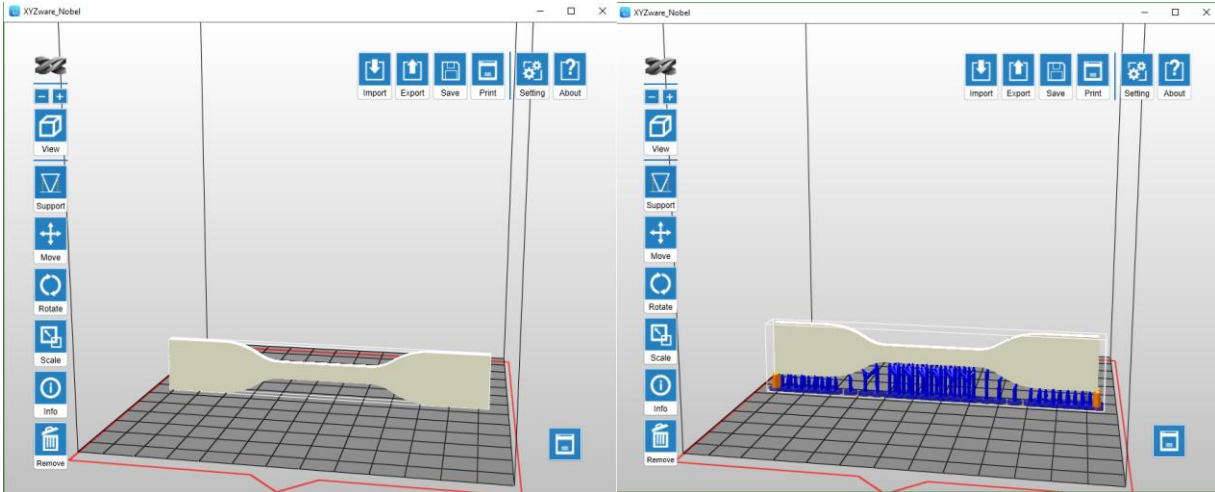 XYZware_Nobel
Import Export Save Print Setting About
View
Support
Move
Rotate
Scale
Info
Remove
XYZware_Nobel
Import Export Save Print Setting About
View
Support
Move
Rotate
Scale
Info
Remove